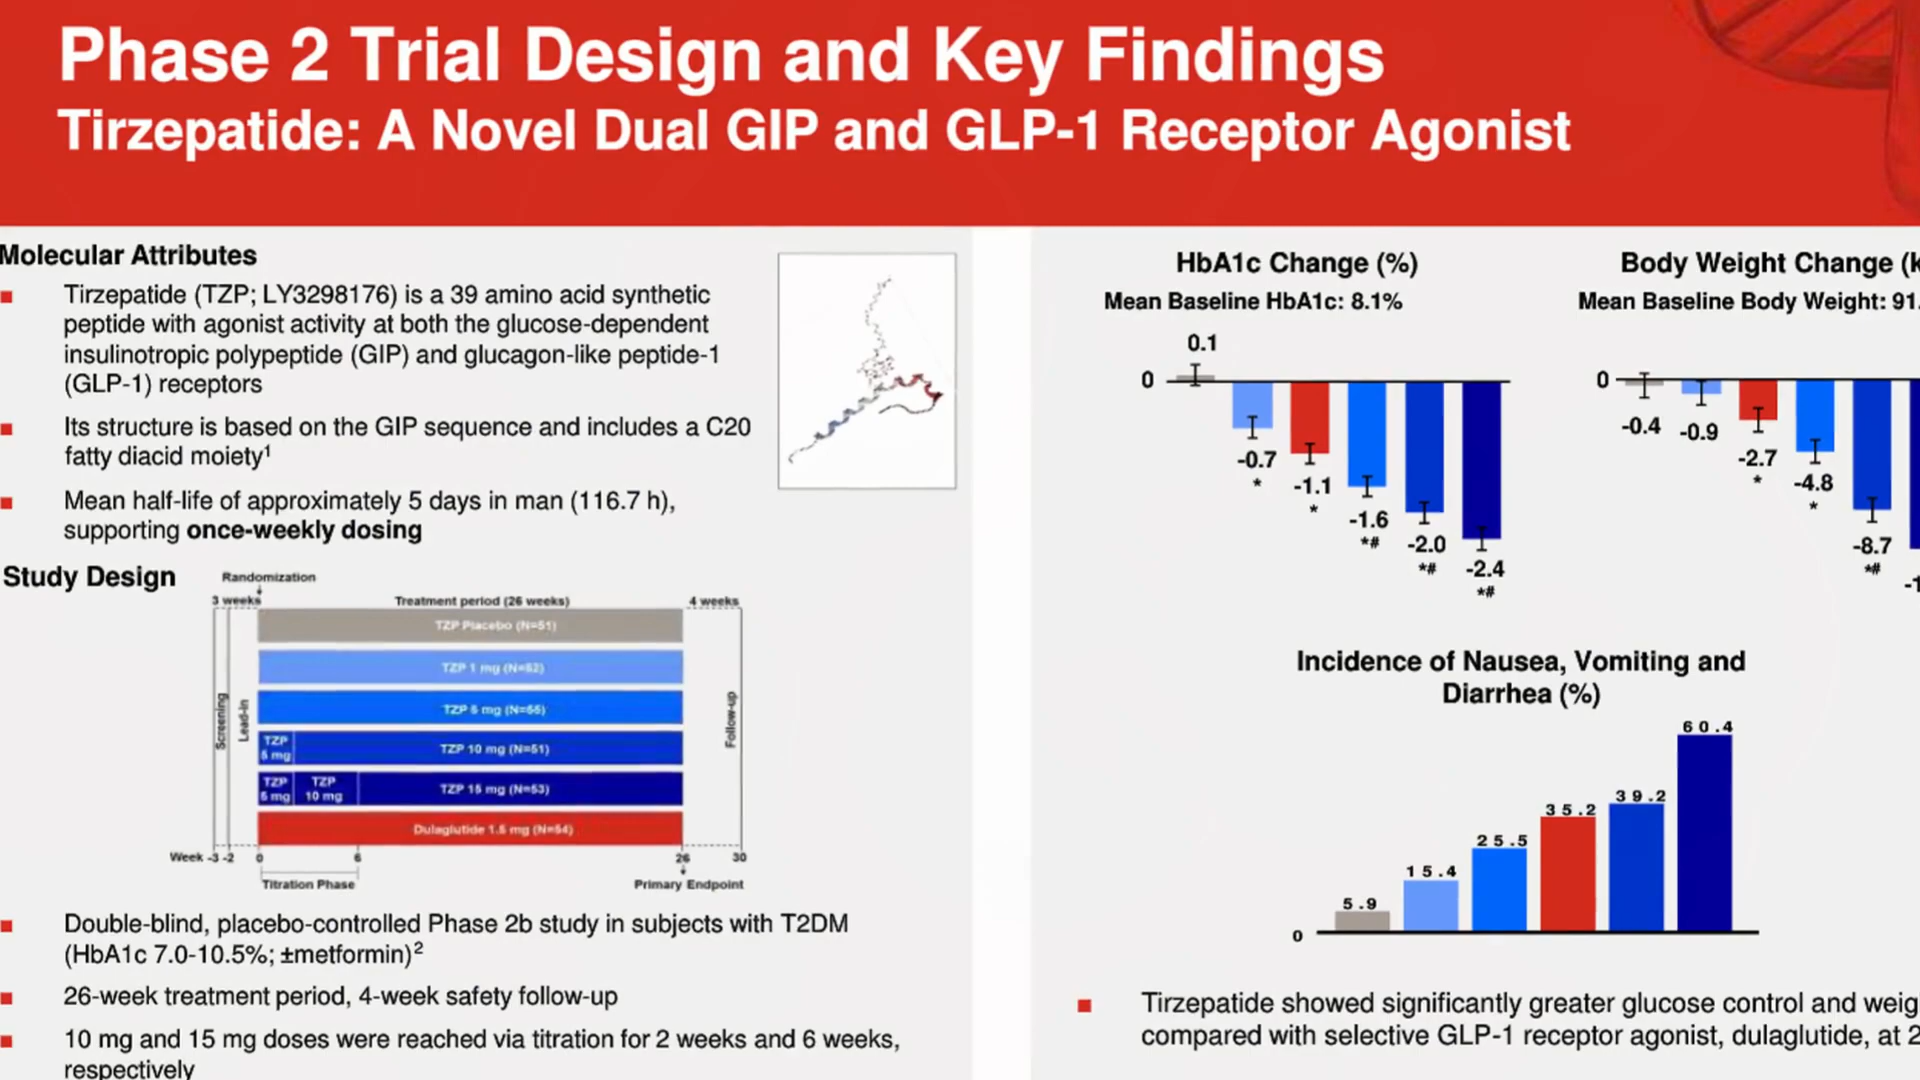 Phase 2 Trial Design and Key Findings
Tirzepatide: A Novel Dual GIP and GLP-1 Receptor Agonist
Molecular Attributes
Tirzepatide (TZP; LY3298176) is a 39 amino acid synthetic
peptide with agonist activity at both the glucose-dependent
insulinotropic polypeptide (GIP) and glucagon-like peptide-1
(GLP-1) receptors
Its structure is based on the GIP sequence and includes a C20
fatty diacid moiety¹
Mean half-life of approximately 5 days in man (116.7 h),
supporting once-weekly dosing
Study Design
Randomization
3 weeks
Treatment period (26 weeks)
4 weeks
Screening
Lead-in
TZP Placebo (N=51)
TZP 1 mg (N=52)
TZP 5 mg (N=55)
TZP 5 mg
TZP 10 mg (N=51)
TZP 5 mg
TZP 10 mg
TZP 15 mg (N=53)
Dulaglutide 1.5 mg (N=54)
Follow-up
Week -3 -2 0 6 26 30
Titration Phase
Primary Endpoint
Double-blind, placebo-controlled Phase 2b study in subjects with T2DM
(HbA1c 7.0-10.5%; ±metformin)²
26-week treatment period, 4-week safety follow-up
10 mg and 15 mg doses were reached via titration for 2 weeks and 6 weeks,
respectively
HbA1c Change (%)
Mean Baseline HbA1c: 8.1%
0.1
0
-0.7
*
-1.1
*
-1.6
*#
-2.0
*#
-2.4
*#
Body Weight Change (k
Mean Baseline Body Weight: 91.
0
-0.4
-0.9
-2.7
*
-4.8
*
-8.7
*#
-1
Incidence of Nausea, Vomiting and
Diarrhea (%)
5.9
15.4
25.5
35.2
39.2
60.4
0
Tirzepatide showed significantly greater glucose control and weig
compared with selective GLP-1 receptor agonist, dulaglutide, at 2